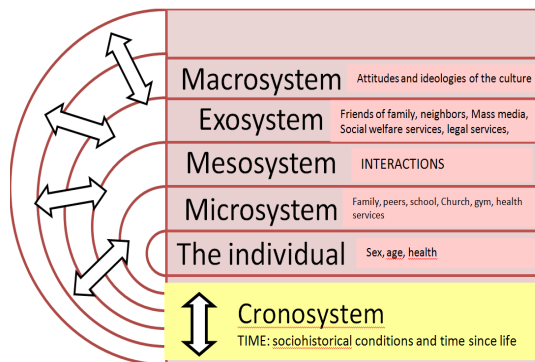 Macrosystem
Attitudes and ideologies of the culture
Exosystem
Friends of family, neighbors, Mass media,
Social welfare services, legal services,
Mesosystem
INTERACTIONS
Microsystem
Family, peers, school, Church, gym, health
services
The individual
Sex, age, health
Cronosystem
TIME: sociohistorical conditions and time since life